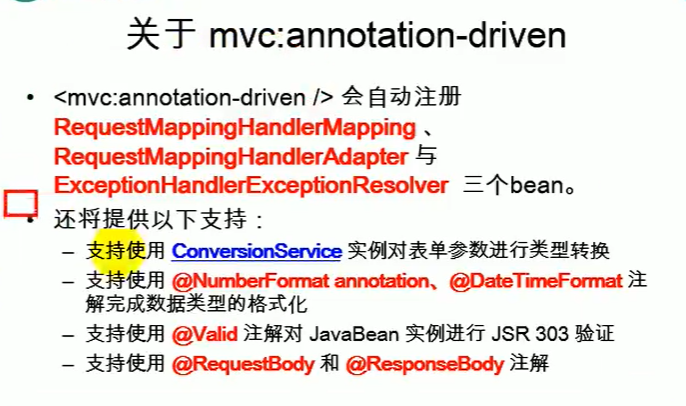 关于 mvc:annotation-driven
• <mvc:annotation-driven /> 会自动注册
RequestMappingHandlerMapping 、
RequestMappingHandlerAdapter 与
ExceptionHandlerExceptionResolver 三个bean。
• 还将提供以下支持：
– 支持使用 ConversionService 实例对表单参数进行类型转换
– 支持使用 @NumberFormat annotation、@DateTimeFormat 注
解完成数据类型的格式化
– 支持使用 @Valid 注解对 JavaBean 实例进行 JSR 303 验证
– 支持使用 @RequestBody 和 @ResponseBody 注解